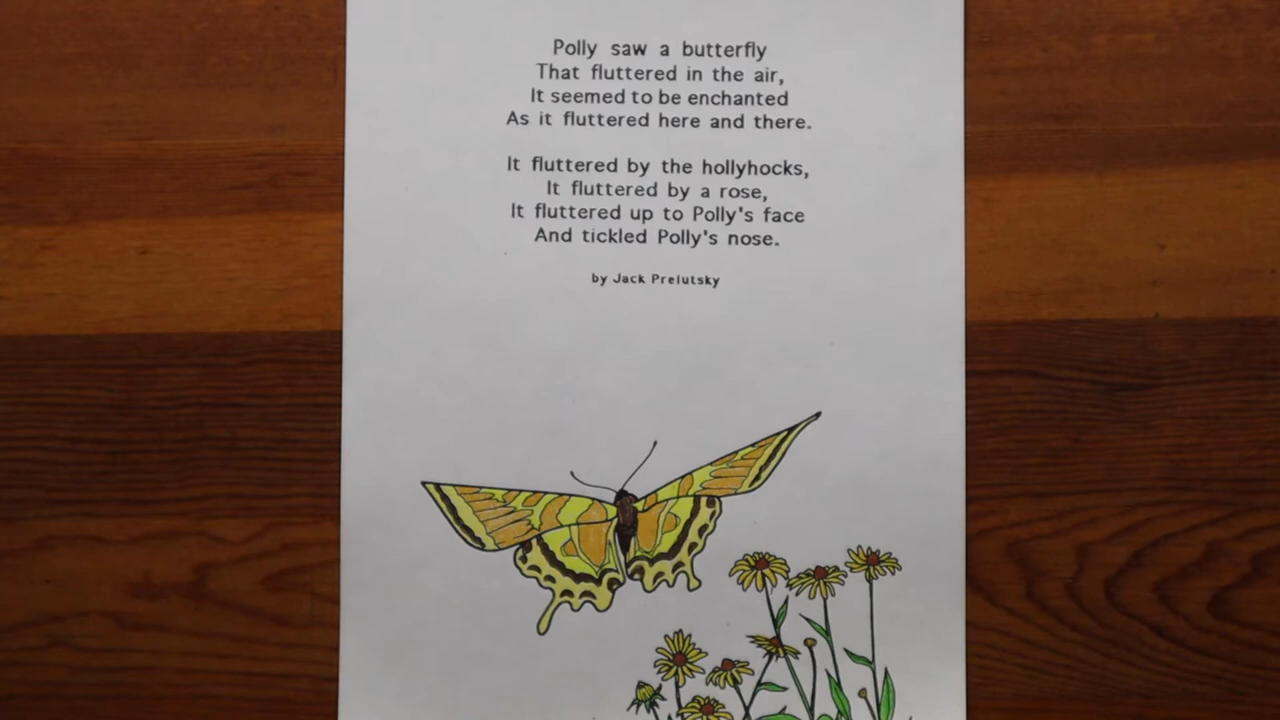 Polly saw a butterfly
That fluttered in the air,
It seemed to be enchanted
As it fluttered here and there.
It fluttered by the hollyhocks,
It fluttered by a rose,
It fluttered up to Polly's face
And tickled Polly's nose.
by Jack Prelutsky